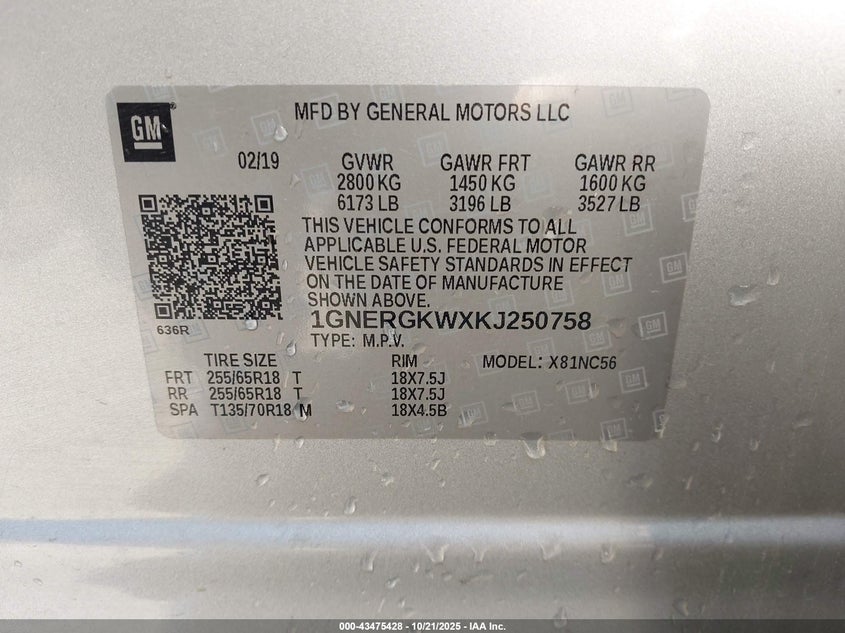 GM
MFD BY GENERAL MOTORS LLC
02/19 GVWR GAWR FRT GAWR RR
2800 KG 1450 KG 1600 KG
6173 LB 3196 LB 3527 LB
THIS VEHICLE CONFORMS TO ALL
APPLICABLE U.S. FEDERAL MOTOR
VEHICLE SAFETY STANDARDS IN EFFECT
ON THE DATE OF MANUFACTURE
SHOWN ABOVE.
636R
1GNERGKWXKJ250758
TYPE: M.P.V.
TIRE SIZE RIM MODEL: X81NC56
FRT 255/65R18 T 18X7.5J
RR 255/65R18 T 18X7.5J
SPA T135/70R18 M 18X4.5B
000-43475428 - 10/21/2025 - IAA Inc.